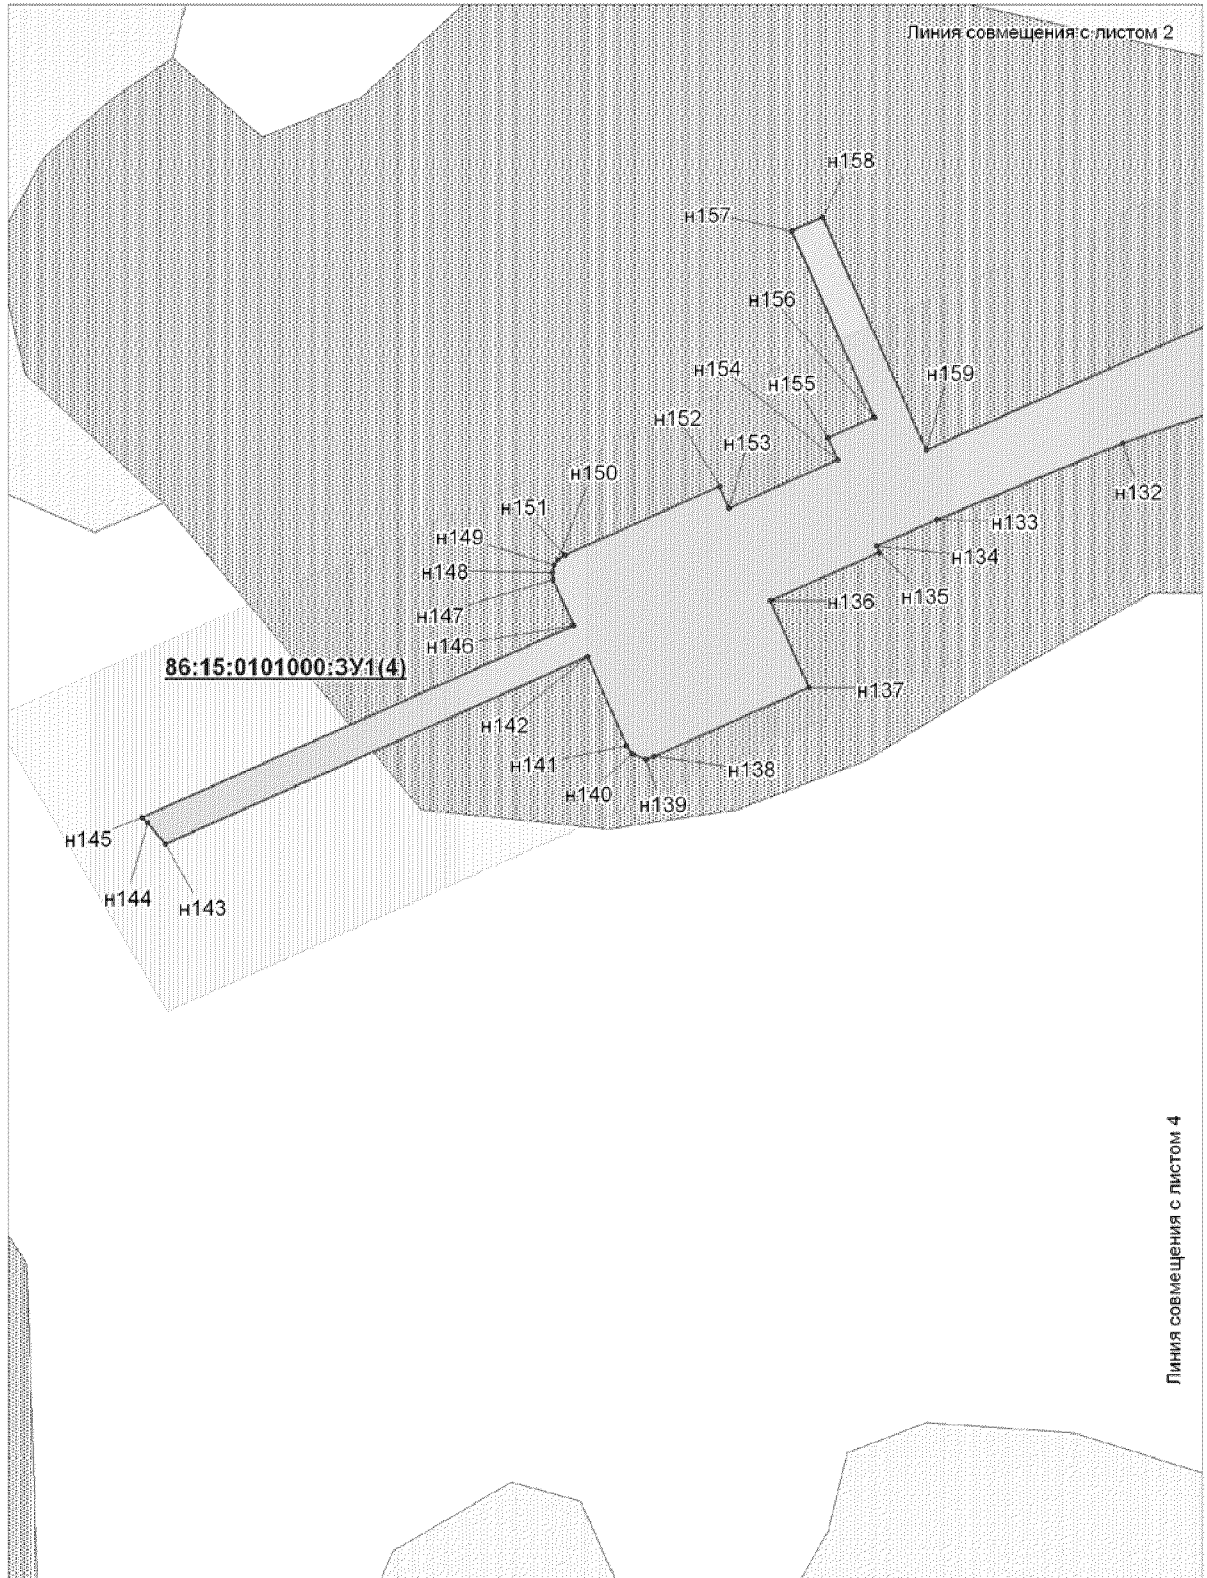 Линия совмещения с листом 2
н158
н157
н156
н154
н155
н159
н152
н153
н150
н132
н151
н133
н149
н134
н148
н135
н136
н147
н146
86:15:0101000:ЗУ1(4)
н137
н142
н141
н138
н140
н139
н145
н144
н143
Линия совмещения с листом 4